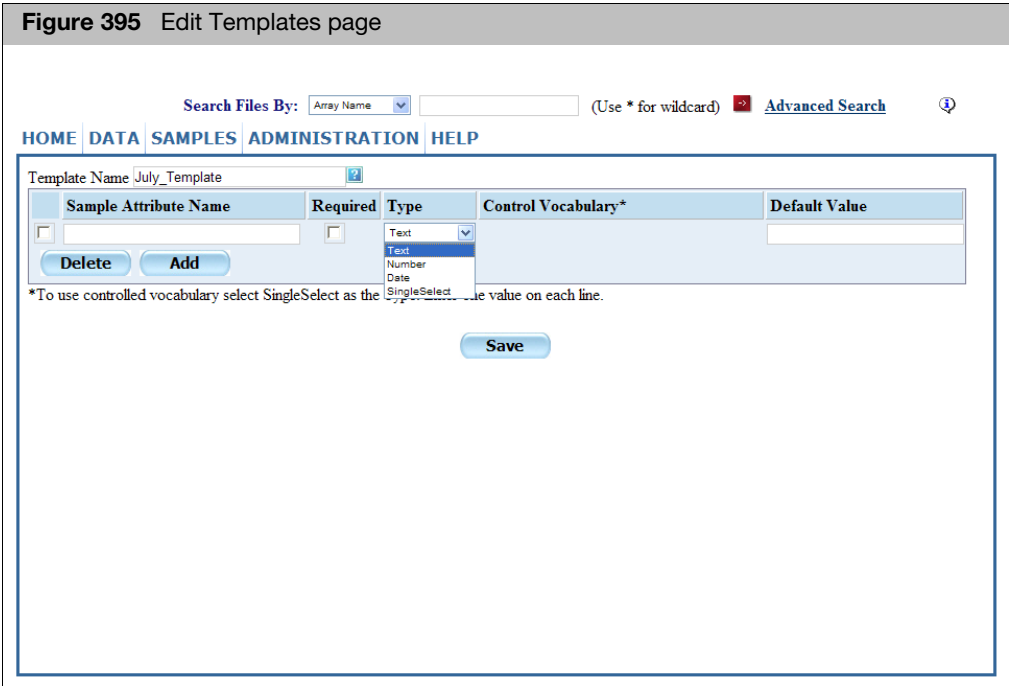 Figure 395 Edit Templates page
Search Files By: Array Name (Use * for wildcard) Advanced Search
HOME DATA SAMPLES ADMINISTRATION HELP
Template Name July_Template ?
Sample Attribute Name Required Type Control Vocabulary* Default Value
Text
Text
Delete Add Number
Date
SingleSelect
*To use controlled vocabulary select SingleSelect as the value on each line.
Save